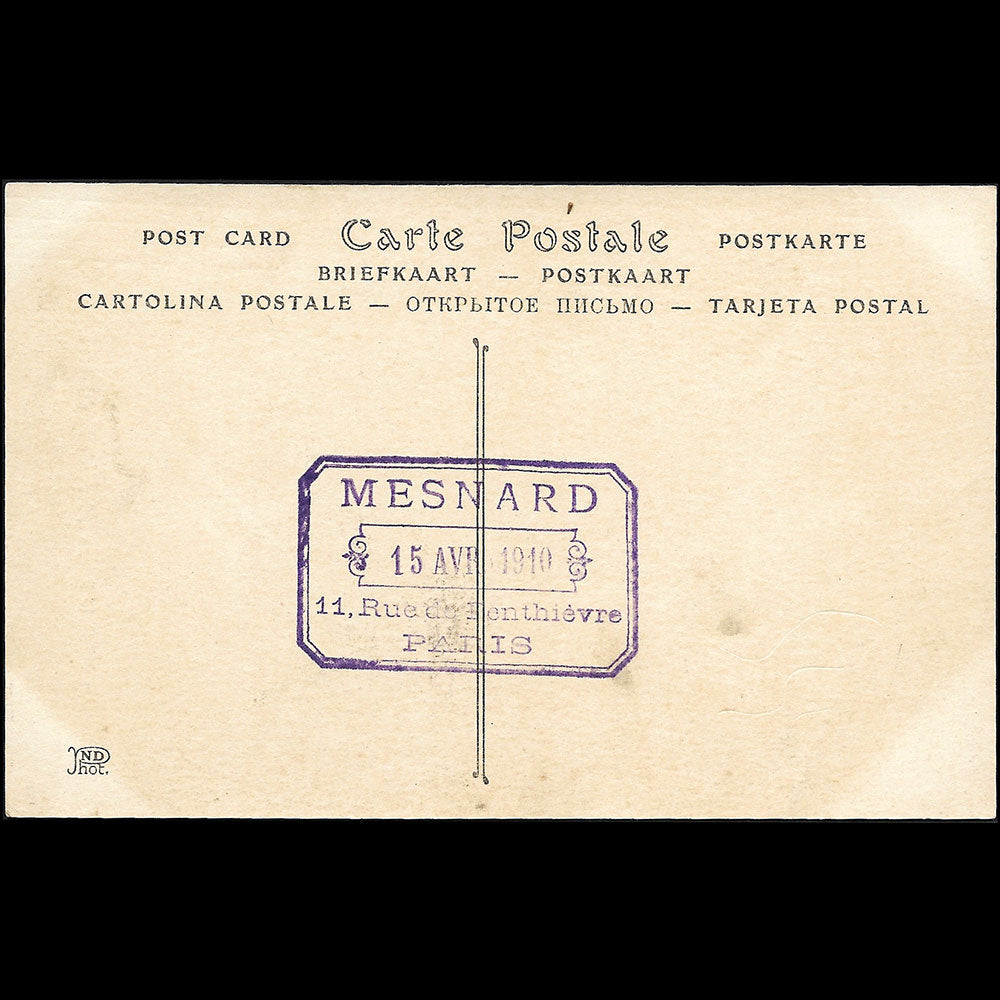 POST CARD Carte Postale POSTKARTE
BRIEFKAART — POSTKAART
CARTOLINA POSTALE — ОТКРЫТОЕ ПИСЬМО — TARJETA POSTAL
MESNARD
15 AVR 1910
11, Rue de Penthièvre
PARIS
ND
Phot.